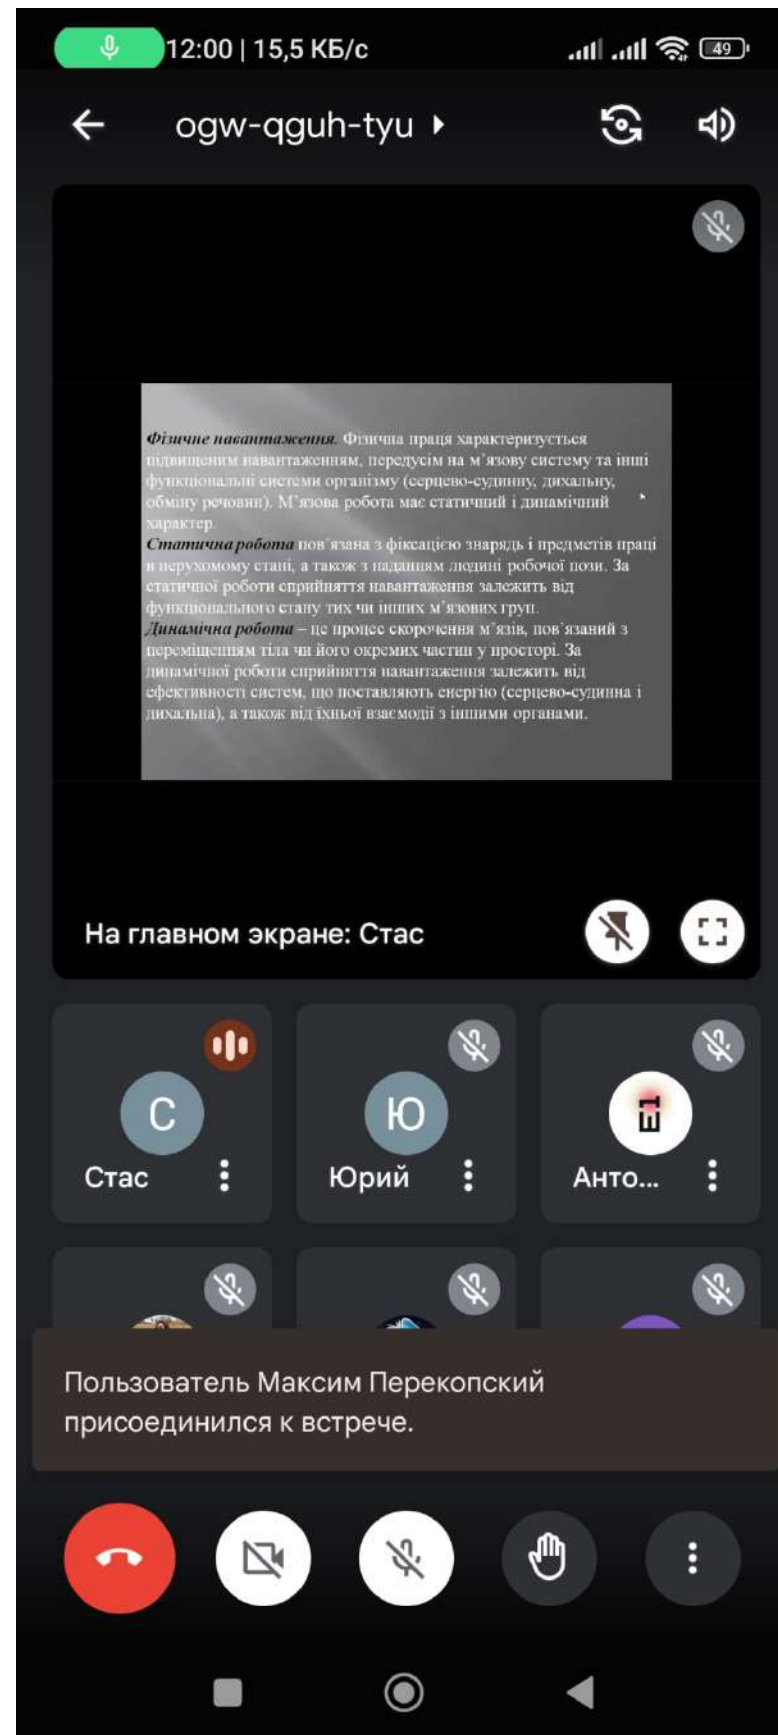 12:00 | 15,5 КБ/с
49
ogw-qguh-tyu
Фізичне навантаження. Фізична праця характеризується
підвищеним навантаженням, передусім на м’язову систему та інші
функціональні системи організму (серцево-судинну, дихальну,
обміну речовин). М’язова робота має статичний і динамічний
характер.
Статична робота пов’язана з фіксацією знарядь і предметів праці
в нерухомому стані, а також з наданням людині робочої пози. За
статичної роботи сприйняття навантаження залежить від
функціонального стану тих чи інших м’язових груп.
Динамічна робота – це процес скорочення м’язів, пов’язаний з
переміщенням тіла чи його окремих частин у просторі. За
динамічної роботи сприйняття навантаження залежить від
ефективності систем, що поставляють енергію (серцево-судинна і
дихальна), а також від їхньої взаємодії з іншими органами.
На главном экране: Стас
С
Ю
E1
Стас
Юрий
Анто...
Пользователь Максим Перекопский
присоединился к встрече.